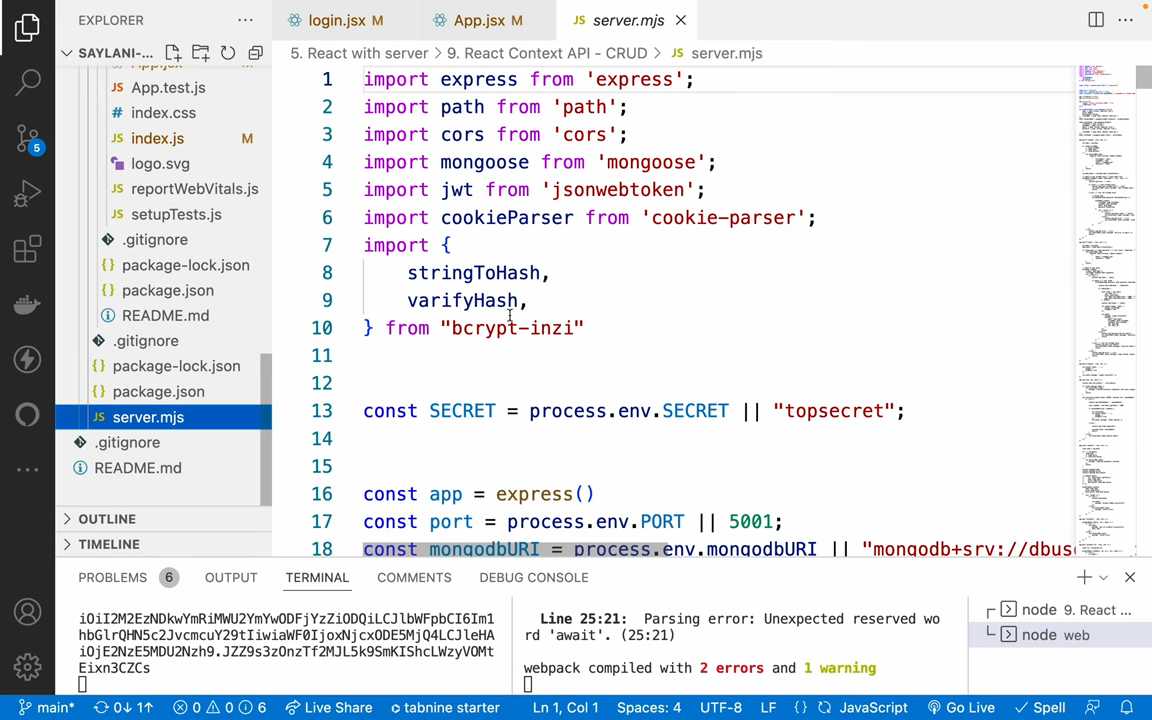 EXPLORER
login.jsx M
App.jsx M
JS server.mjs
SAYLANI-...
5. React with server > 9. React Context API - CRUD > JS server.mjs
JS App.test.js
# index.css
JS index.js M
logo.svg
JS reportWebVitals.js
JS setupTests.js
.gitignore
{} package-lock.json
{} package.json
README.md
.gitignore
{} package-lock.json
{} package.json
JS server.mjs
.gitignore
README.md
OUTLINE
TIMELINE
5
1 import express from 'express';
2 import path from 'path';
3 import cors from 'cors';
4 import mongoose from 'mongoose';
5 import jwt from 'jsonwebtoken';
6 import cookieParser from 'cookie-parser';
7 import {
8 stringToHash,
9 varifyHash,
10 } from "bcrypt-inzi"
11
12
13 const SECRET = process.env.SECRET || "topsecret";
14
15
16 const app = express()
17 const port = process.env.PORT || 5001;
18 const mongodbURI = process.env.mongodbURI || "mongodb+srv://dbuse
PROBLEMS 6 OUTPUT TERMINAL COMMENTS DEBUG CONSOLE
iOiI2M2EzNDkwYmRiMWU2YmYwODFjYzZiODQiLCJlbWFpbCI6Im1
hbGlrQHN5c2JvcmcuY29tIiwiaWF0IjoxNjcxODE5MjQ4LCJleHA
iOjE2NzE5MDU2Nzh9.JZZ9s3zOnzTf2MJL5k9SmKIShcLWzyVOMt
Eixn3CZCs
Line 25:21: Parsing error: Unexpected reserved wo
rd 'await'. (25:21)
webpack compiled with 2 errors and 1 warning
node 9. React ...
node web
main* 0↓ 1↑ 0 0 6 Live Share tabnine starter Ln 1, Col 1 Spaces: 4 UTF-8 LF {} JavaScript Go Live Spell